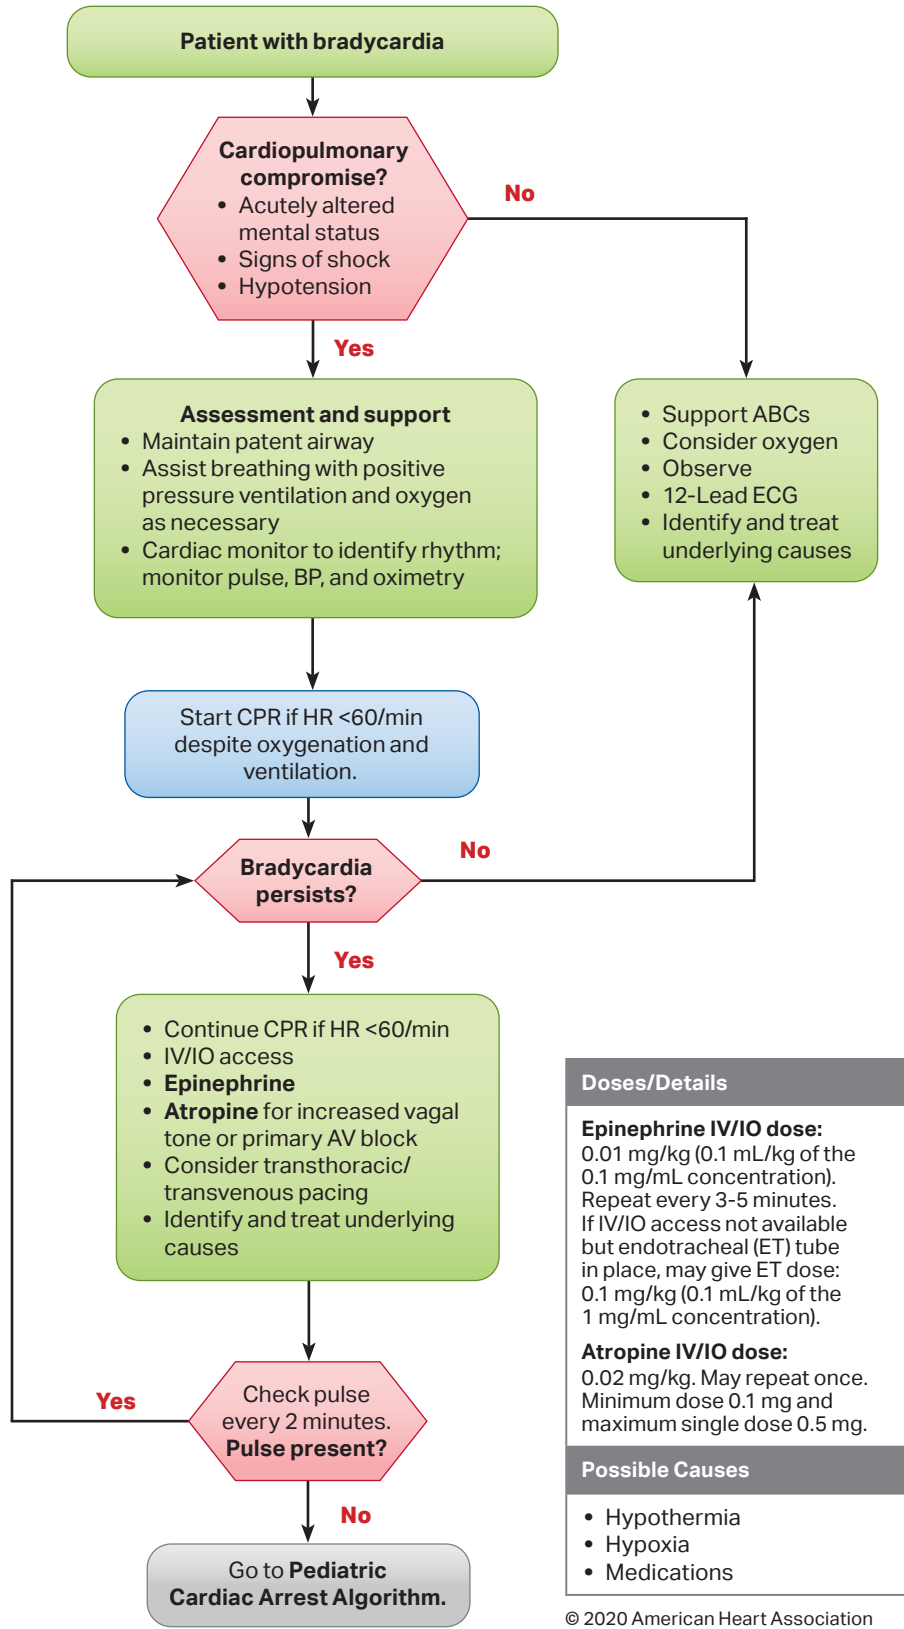 Patient with bradycardia
Cardiopulmonary
compromise?
• Acutely altered
mental status
• Signs of shock
• Hypotension
No
Yes
Assessment and support
• Maintain patent airway
• Assist breathing with positive
pressure ventilation and oxygen
as necessary
• Cardiac monitor to identify rhythm;
monitor pulse, BP, and oximetry
• Support ABCs
• Consider oxygen
• Observe
• 12-Lead ECG
• Identify and treat
underlying causes
Start CPR if HR <60/min
despite oxygenation and
ventilation.
Bradycardia
persists?
No
Yes
• Continue CPR if HR <60/min
• IV/IO access
• Epinephrine
• Atropine for increased vagal
tone or primary AV block
• Consider transthoracic/
transvenous pacing
• Identify and treat underlying
causes
Check pulse
every 2 minutes.
Pulse present?
Yes
No
Go to Pediatric
Cardiac Arrest Algorithm.
Doses/Details
Epinephrine IV/IO dose:
0.01 mg/kg (0.1 mL/kg of the
0.1 mg/mL concentration).
Repeat every 3-5 minutes.
If IV/IO access not available
but endotracheal (ET) tube
in place, may give ET dose:
0.1 mg/kg (0.1 mL/kg of the
1 mg/mL concentration).
Atropine IV/IO dose:
0.02 mg/kg. May repeat once.
Minimum dose 0.1 mg and
maximum single dose 0.5 mg.
Possible Causes
• Hypothermia
• Hypoxia
• Medications
© 2020 American Heart Association